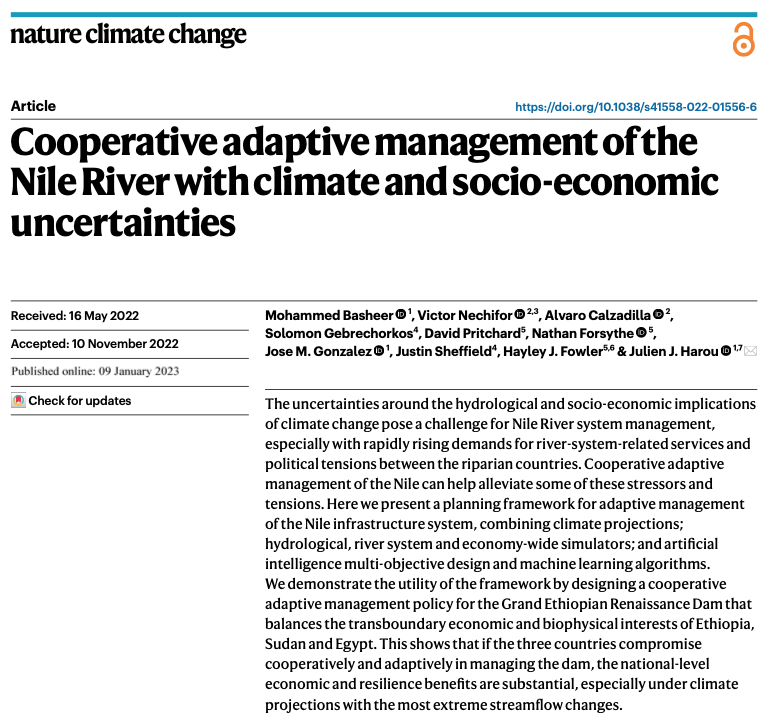 nature climate change
Article
https://doi.org/10.1038/s41558-022-01556-6
Cooperative adaptive management of the
Nile River with climate and socio-economic
uncertainties
Received: 16 May 2022
Accepted: 10 November 2022
Published online: 09 January 2023
Check for updates
Mohammed Basheer iD 1, Victor Nechifor iD 2,3, Alvaro Calzadilla iD 2,
Solomon Gebrechorkos4, David Pritchard5, Nathan Forsythe iD 5,
Jose M. Gonzalez iD 1, Justin Sheffield4, Hayley J. Fowler5,6 & Julien J. Harou iD 1,7
The uncertainties around the hydrological and socio-economic implications
of climate change pose a challenge for Nile River system management,
especially with rapidly rising demands for river-system-related services and
political tensions between the riparian countries. Cooperative adaptive
management of the Nile can help alleviate some of these stressors and
tensions. Here we present a planning framework for adaptive management
of the Nile infrastructure system, combining climate projections;
hydrological, river system and economy-wide simulators; and artificial
intelligence multi-objective design and machine learning algorithms.
We demonstrate the utility of the framework by designing a cooperative
adaptive management policy for the Grand Ethiopian Renaissance Dam that
balances the transboundary economic and biophysical interests of Ethiopia,
Sudan and Egypt. This shows that if the three countries compromise
cooperatively and adaptively in managing the dam, the national-level
economic and resilience benefits are substantial, especially under climate
projections with the most extreme streamflow changes.